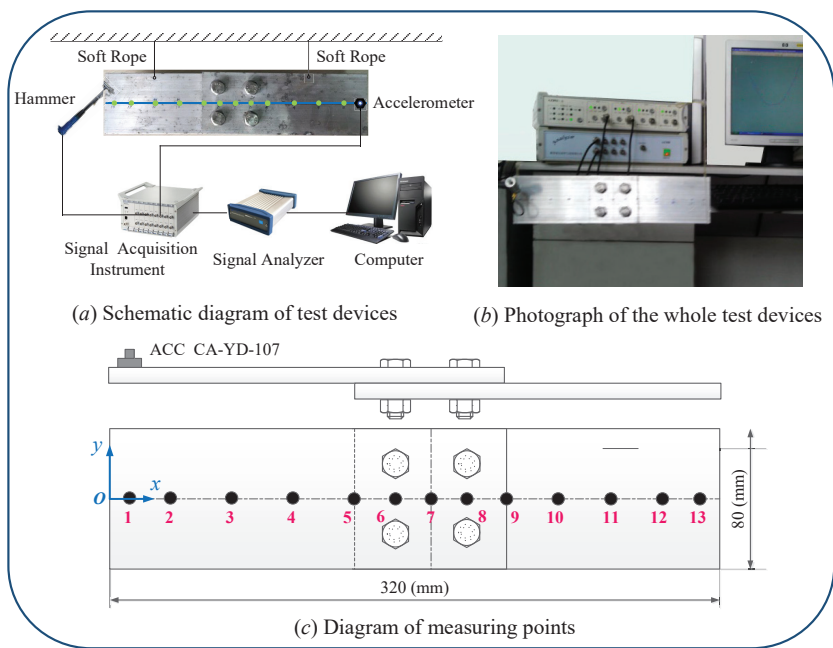 Soft Rope
Soft Rope
Hammer
Accelerometer
Signal Acquisition
Instrument
Signal Analyzer
Computer
(a) Schematic diagram of test devices
(b) Photograph of the whole test devices
ACC CA-YD-107
y
O
x
1 2 3 4 5 6 7 8 9 10 11 12 13
80 (mm)
320 (mm)
(c) Diagram of measuring points